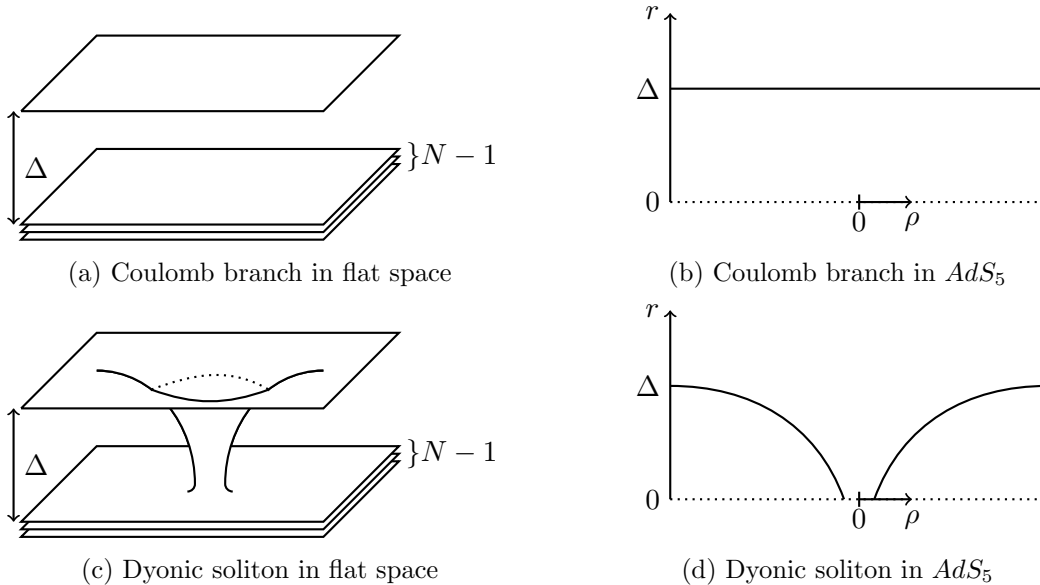 Δ
}N − 1
(a) Coulomb branch in flat space
r
Δ
0
0
ρ
(b) Coulomb branch in AdS₅
Δ
}N − 1
(c) Dyonic soliton in flat space
r
Δ
0
0
ρ
(d) Dyonic soliton in AdS₅